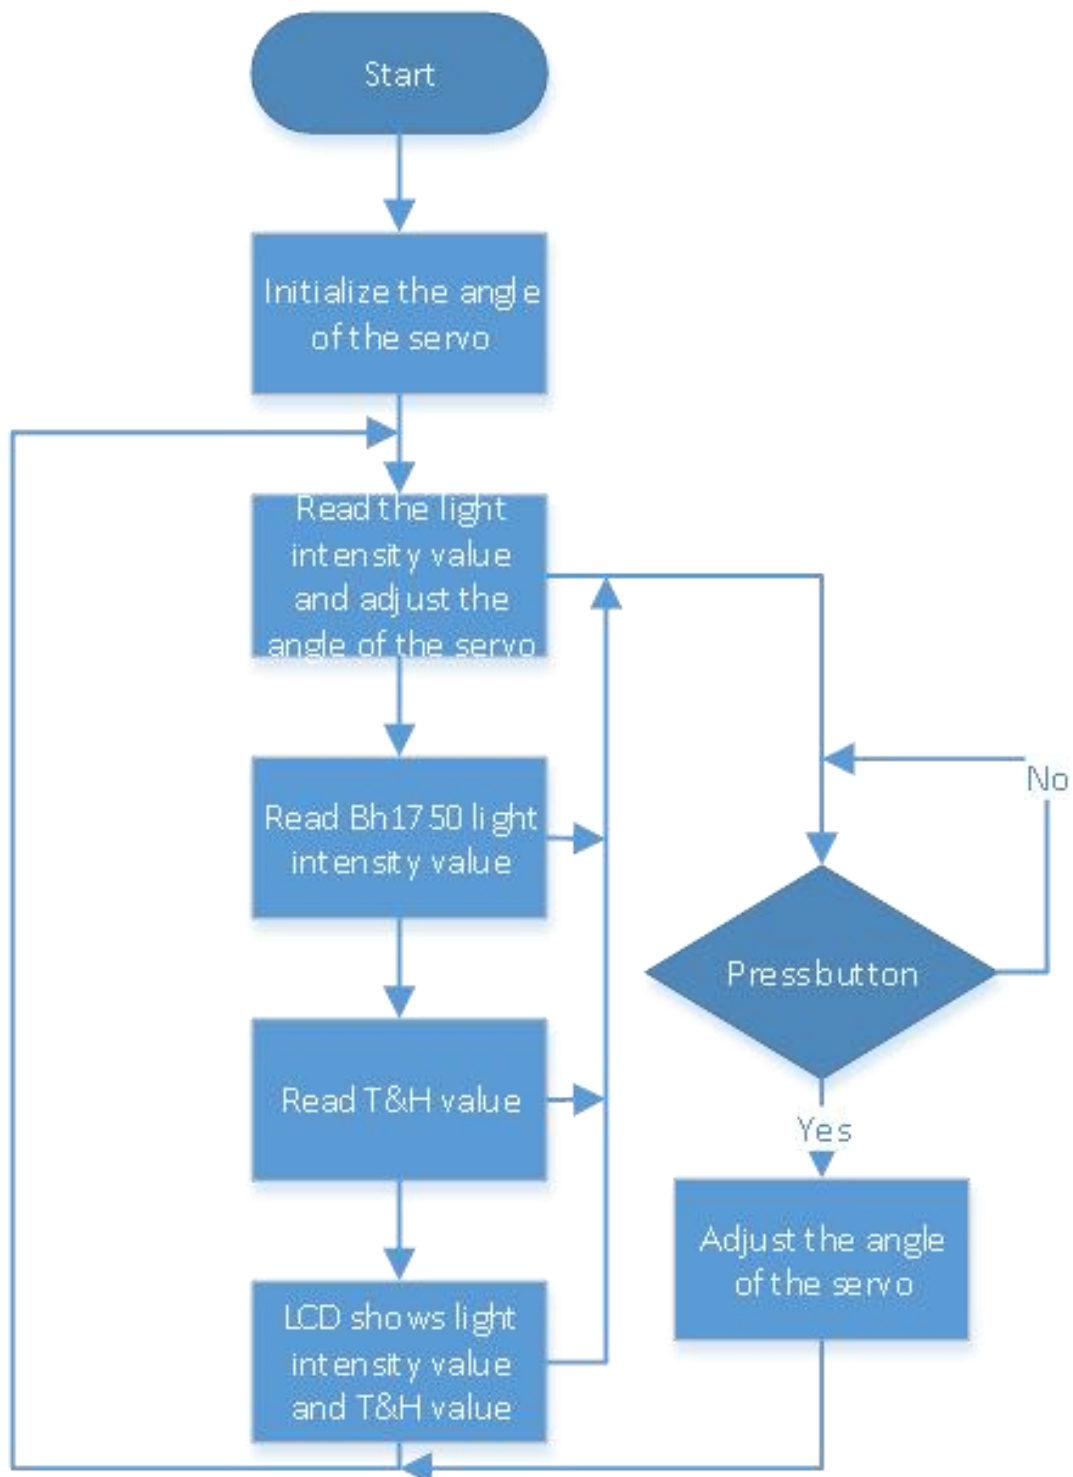 Start
Initialize the angle
of the servo
Read the light
intensity value
and adjust the
angle of the servo
Read Bh1750 light
intensity value
No
Pressbutton
Read T&H value
Yes
Adjust the angle
of the servo
LCD shows light
intensity value
and T&H value